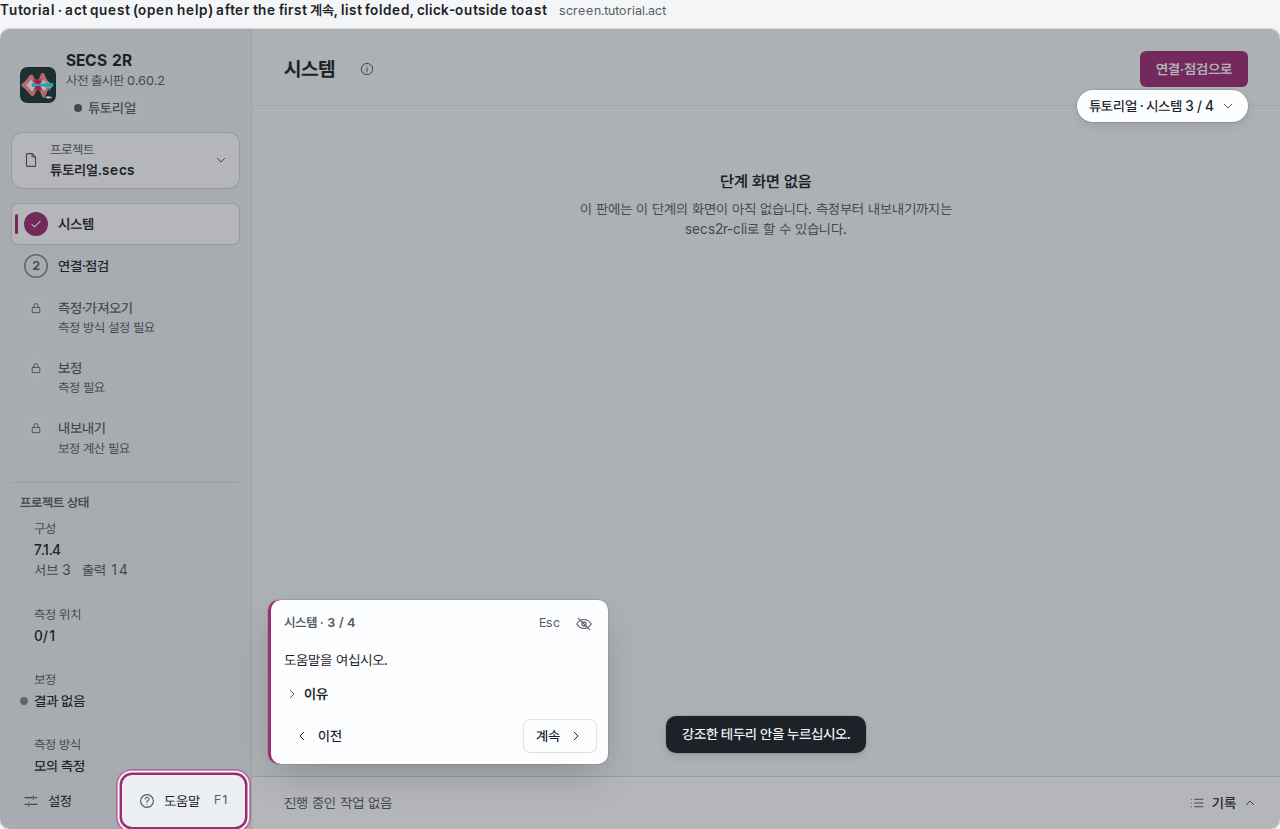 Tutorial · act quest (open help) after the first 계속, list folded, click-outside toast screen.tutorial.act
SECS 2R
사전 출시판 0.60.2
튜토리얼
프로젝트
튜토리얼.secs
시스템
2 연결·점검
측정·가져오기
측정 방식 설정 필요
보정
측정 필요
내보내기
보정 계산 필요
프로젝트 상태
구성
7.1.4
서브 3 출력 14
측정 위치
0/1
보정
결과 없음
측정 방식
모의 측정
설정
도움말 F1
시스템
연결·점검으로
튜토리얼 · 시스템 3 / 4
단계 화면 없음
이 판에는 이 단계의 화면이 아직 없습니다. 측정부터 내보내기까지는
secs2r-cli로 할 수 있습니다.
시스템 · 3 / 4 Esc
도움말을 여십시오.
이유
이전 계속
강조한 테두리 안을 누르십시오.
진행 중인 작업 없음
기록